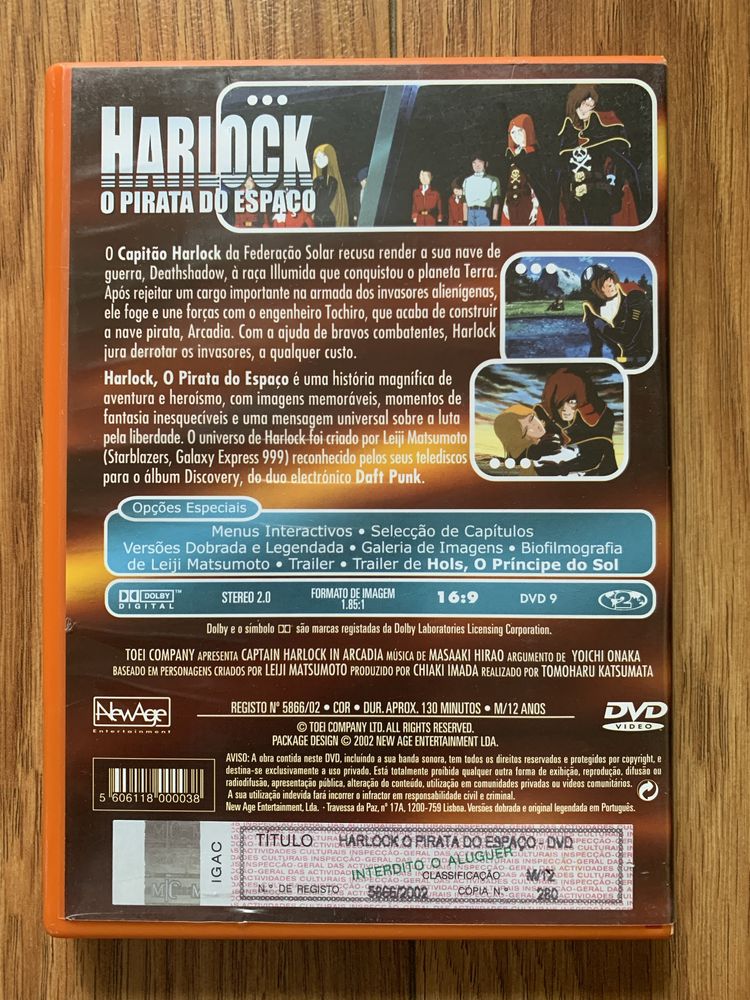 HARLOCK
O PIRATA DO ESPAÇO
O Capitão Harlock da Federação Solar recusa render a sua nave de
guerra, Deathshadow, à raça Illumida que conquistou o planeta Terra.
Após rejeitar um cargo importante na armada dos invasores alienígenas,
ele foge e une forças com o engenheiro Tochiro, que acaba de construir
a nave pirata, Arcadia. Com a ajuda de bravos combatentes, Harlock
jura derrotar os invasores, a qualquer custo.
Harlock, O Pirata do Espaço é uma história magnífica de
aventura e heroísmo, com imagens memoráveis, momentos de
fantasia inesquecíveis e uma mensagem universal sobre a luta
pela liberdade. O universo de Harlock foi criado por Leiji Matsumoto
(Starblazers, Galaxy Express 999) reconhecido pelos seus telediscos
para o álbum Discovery, do duo electrónico Daft Punk.
Opções Especiais
Menus Interactivos • Selecção de Capítulos
Versões Dobrada e Legendada • Galeria de Imagens • Biofilmografia
de Leiji Matsumoto • Trailer • Trailer de Hols, O Príncipe do Sol
DOLBY DIGITAL STEREO 2.0 FORMATO DE IMAGEM 1.85:1 16:9 DVD 9 2
Dolby e o símbolo são marcas registadas da Dolby Laboratories Licensing Corporation.
TOEI COMPANY APRESENTA CAPTAIN HARLOCK IN ARCADIA MÚSICA DE MASAAKI HIRAO ARGUMENTO DE YOICHI ONAKA
BASEADO EM PERSONAGENS CRIADOS POR LEIJI MATSUMOTO PRODUZIDO POR CHIAKI IMADA REALIZADO POR TOMOHARU KATSUMATA
NewAge
Entertainment
REGISTO Nº 5866/02 • COR • DUR. APROX. 130 MINUTOS • M/12 ANOS
© TOEI COMPANY LTD. ALL RIGHTS RESERVED.
PACKAGE DESIGN © 2002 NEW AGE ENTERTAINMENT LDA.
DVD
VIDEO
AVISO: A obra contida neste DVD, incluindo a sua banda sonora, tem todos os direitos reservados e protegidos por copyright, e
destina-se exclusivamente a uso privado. Está totalmente proibida qualquer outra forma de exibição, reprodução, difusão ou
radiodifusão, apresentação pública, alteração do conteúdo, utilização em comunidades privadas ou vídeos comunitários.
A sua utilização indevida fará incorrer o infractor em responsabilidade civil e criminal.
New Age Entertainment, Lda. • Travessa da Paz, nº 17A, 1200-759 Lisboa. Versões dobrada e original legendada em Português.
5 606118 000038
IGAC
TÍTULO HARLOCK O PIRATA DO ESPAÇO - DVD
INTERDITO O ALUGUER
CLASSIFICAÇÃO M/12
N.º DE REGISTO 5866/2002 CÓPIA N.º 280